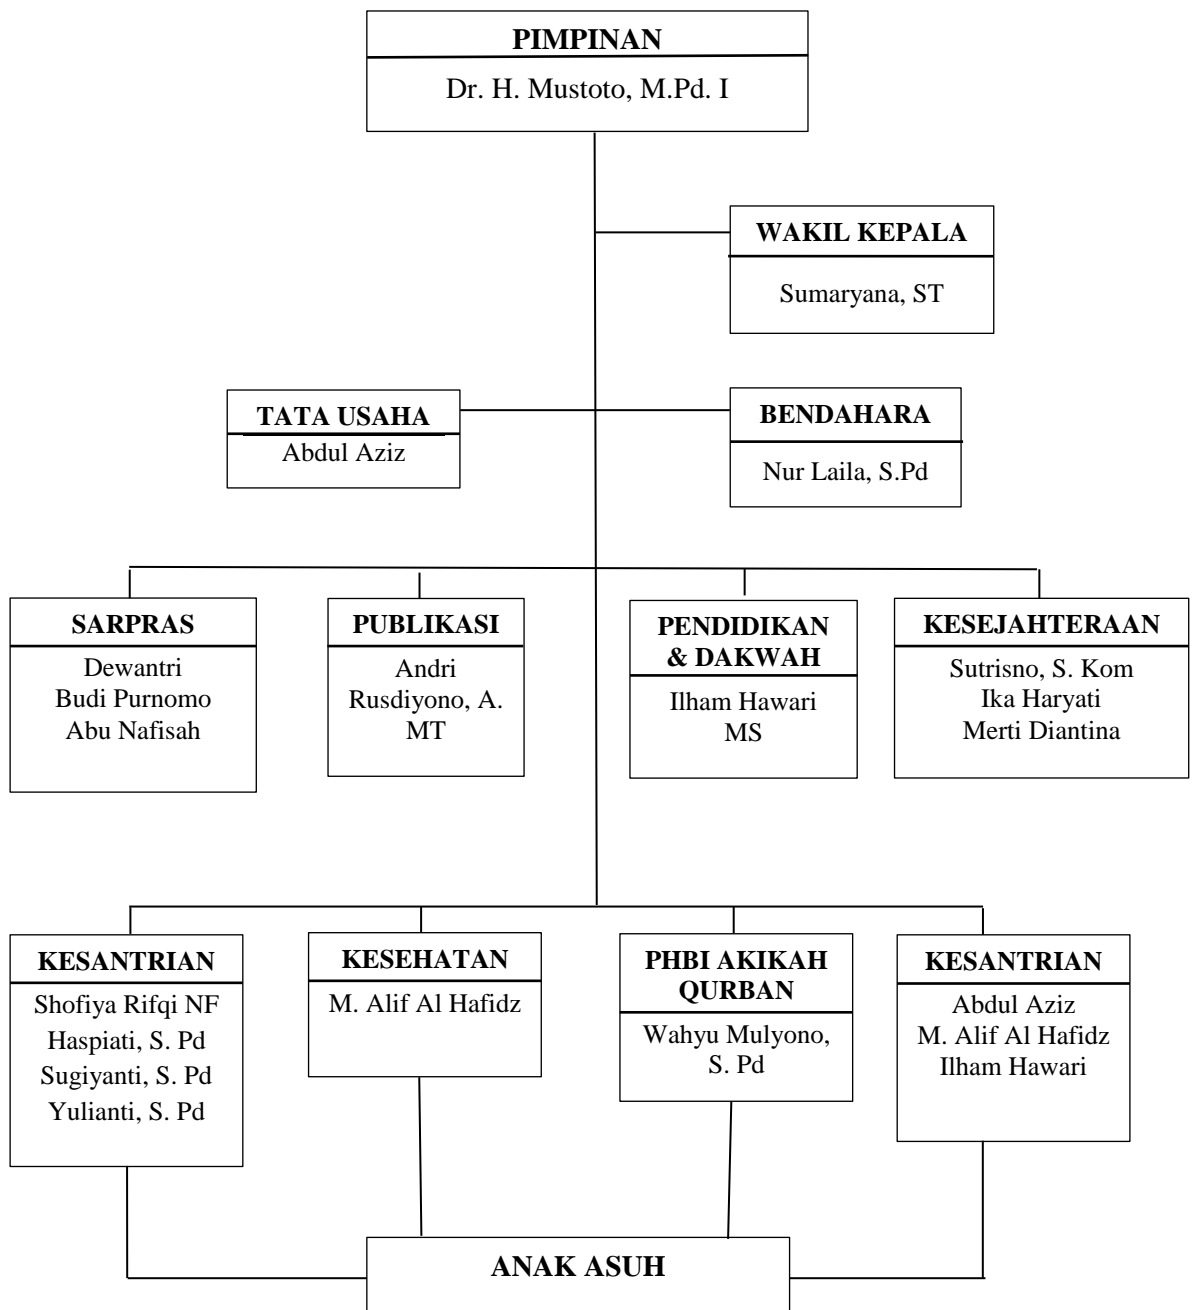 PIMPINAN
Dr. H. Mustoto, M.Pd. I
WAKIL KEPALA
Sumaryana, ST
TATA USAHA
Abdul Aziz
BENDAHARA
Nur Laila, S.Pd
SARPRAS
Dewantri
Budi Purnomo
Abu Nafisah
PUBLIKASI
Andri
Rusdiyono, A.
MT
PENDIDIKAN
& DAKWAH
Ilham Hawari
MS
KESEJAHTERAAN
Sutrisno, S. Kom
Ika Haryati
Merti Diantina
KESANTRIAN
Shofiya Rifqi NF
Haspiati, S. Pd
Sugiyanti, S. Pd
Yulianti, S. Pd
KESEHATAN
M. Alif Al Hafidz
PHBI AKIKAH
QURBAN
Wahyu Mulyono,
S. Pd
KESANTRIAN
Abdul Aziz
M. Alif Al Hafidz
Ilham Hawari
ANAK ASUH